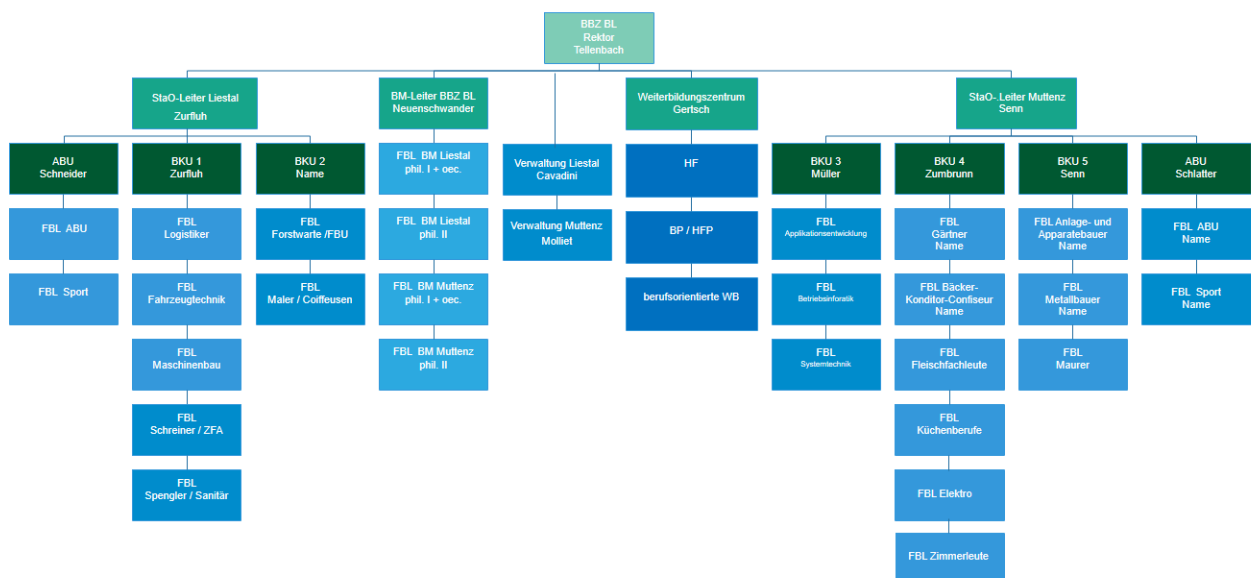 BBZ BL
Rektor
Tellenbach
StaO-Leiter Liestal
Zurfluh
BM-Leiter BBZ BL
Neuenschwander
Weiterbildungszentrum
Gertsch
StaO-.Leiter Muttenz
Senn
ABU
Schneider
FBL ABU
FBL Sport
BKU 1
Zurfluh
FBL
Logistiker
FBL
Fahrzeugtechnik
FBL
Maschinenbau
FBL
Schreiner / ZFA
FBL
Spengler / Sanitär
BKU 2
Name
FBL
Forstwarte /FBU
FBL
Maler / Coiffeusen
FBL BM Liestal
phil. I + oec.
FBL BM Liestal
phil. II
FBL BM Muttenz
phil. I + oec.
FBL BM Muttenz
phil. II
Verwaltung Liestal
Cavadini
Verwaltung Muttenz
Molliet
HF
BP / HFP
berufsorientierte WB
BKU 3
Müller
FBL
Applikationsentwicklung
FBL
Betriebsinforatik
FBL
Systemtechnik
BKU 4
Zumbrunn
FBL
Gärtner
Name
FBL Bäcker-
Konditor-Confiseur
Name
FBL
Fleischfachleute
FBL
Küchenberufe
FBL Elektro
FBL Zimmerleute
BKU 5
Senn
FBL Anlage- und
Apparatebauer
Name
FBL
Metallbauer
Name
FBL
Maurer
ABU
Schlatter
FBL ABU
Name
FBL Sport
Name